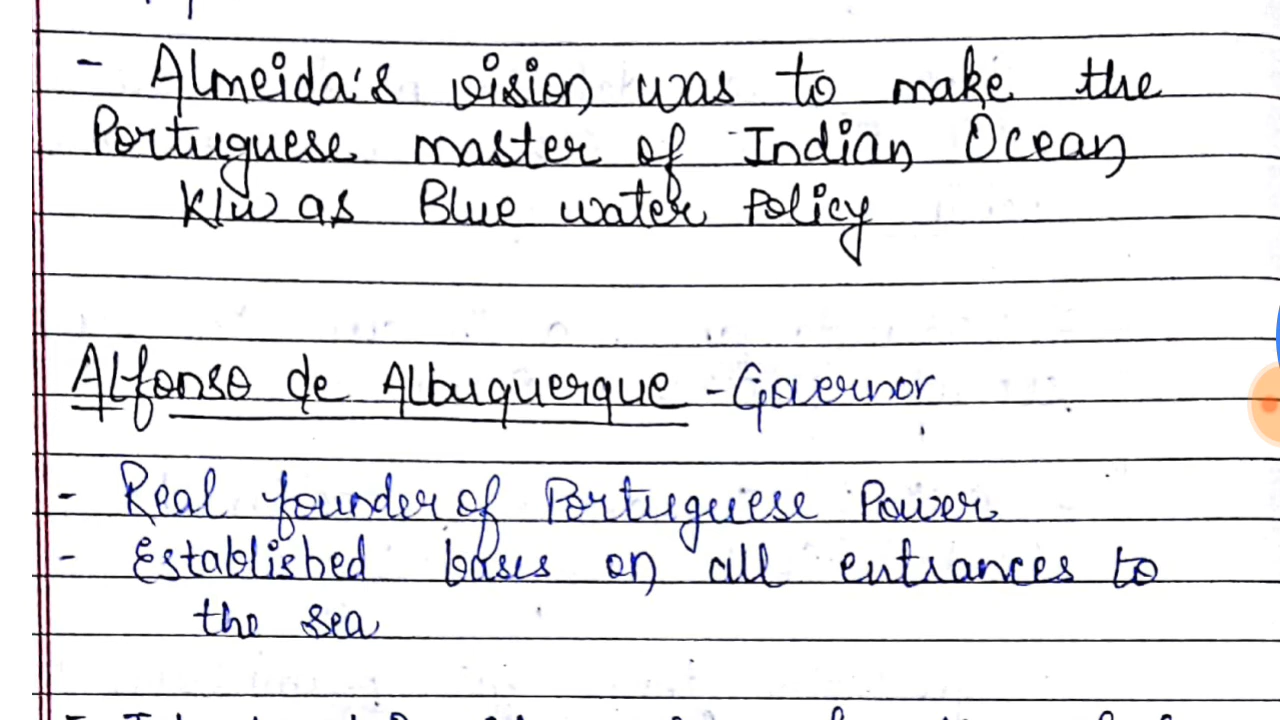 - Almeida's vision was to make the
Portuguese master of Indian Ocean
K/w as Blue water Policy
Alfonso de Albuquerque - Governor
- Real founder of Portuguese Power
- Established bases on all entrances to
the sea